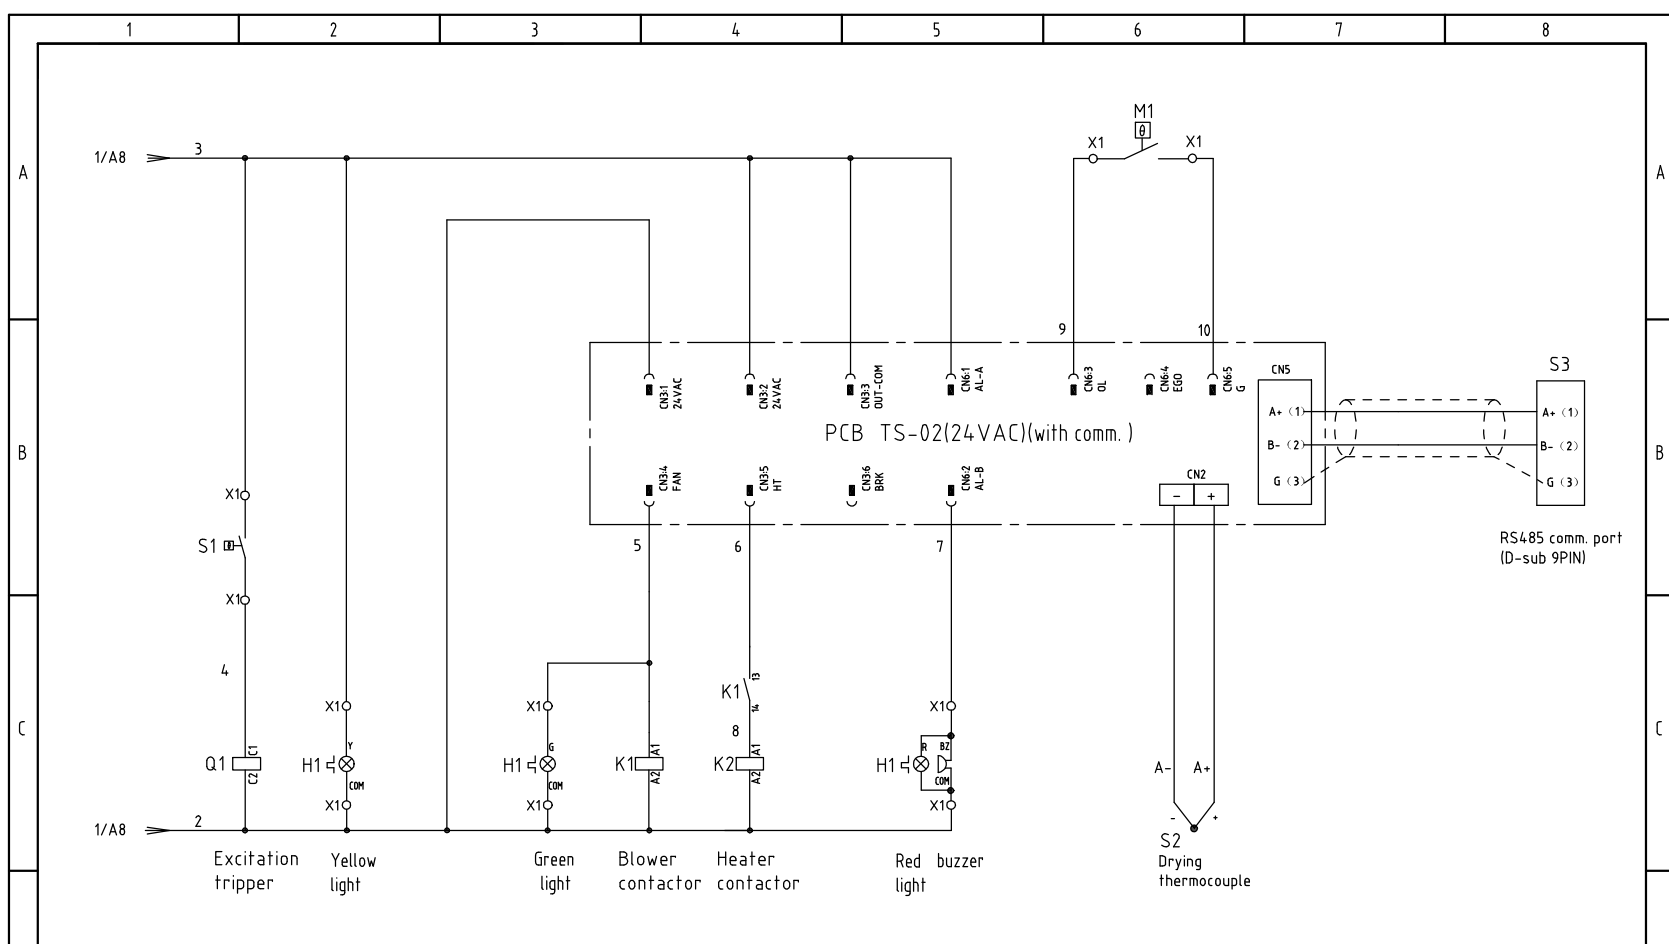 1 2 3 4 5 6 7 8
M1
θ
X1 X1
1/A8 3
A A
9 10
S3
CN3:1 24VAC
CN3:2 24VAC
CN3:3 OUT-COM
CN6:1 AL-A
CN6:3 OL
CN6:4 EGO
CN6:5 G
CN5
A+ (1) A+ (1)
PCB TS-02(24VAC)(with comm. )
B- (2) B- (2)
B B
G (3) G (3)
CN3:4 FAN
CN3:5 HT
CN3:6 BRK
CN6:2 AL-B
CN2
- +
X1
S1
5 6 7
RS485 comm. port
(D-sub 9PIN)
X1
4
K1 13 14
X1 X1 X1
8
C C
Q1 C1 C2
H1 Y COM
H1 G COM
K1 A1 A2
K2 A1 A2
H1 R BZ COM
A- A+
X1 X1 X1
1/A8 2
- +
S2
Drying
thermocouple
Excitation
tripper
Yellow
light
Green
light
Blower
contactor
Heater
contactor
Red buzzer
light